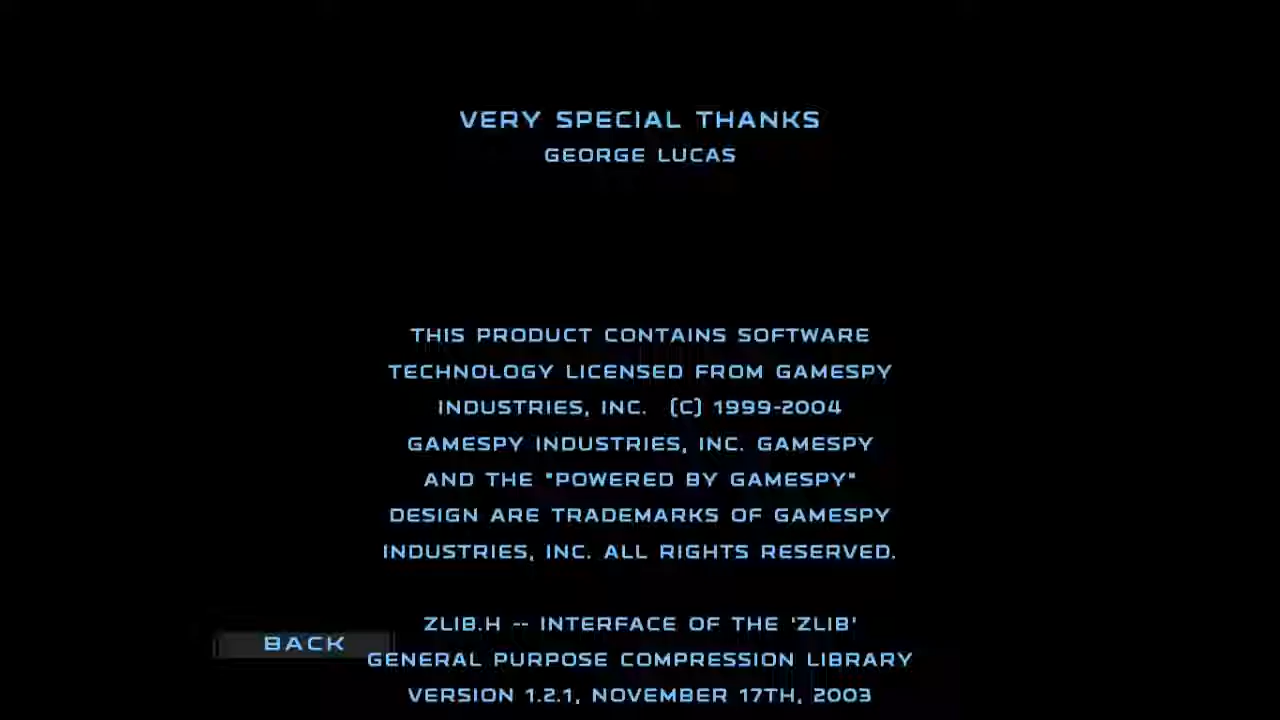 VERY SPECIAL THANKS
GEORGE LUCAS
THIS PRODUCT CONTAINS SOFTWARE
TECHNOLOGY LICENSED FROM GAMESPY
INDUSTRIES, INC.  (C) 1999-2004
GAMESPY INDUSTRIES, INC. GAMESPY
AND THE "POWERED BY GAMESPY"
DESIGN ARE TRADEMARKS OF GAMESPY
INDUSTRIES, INC. ALL RIGHTS RESERVED.
ZLIB.H -- INTERFACE OF THE 'ZLIB'
BACK
GENERAL PURPOSE COMPRESSION LIBRARY
VERSION 1.2.1, NOVEMBER 17TH, 2003